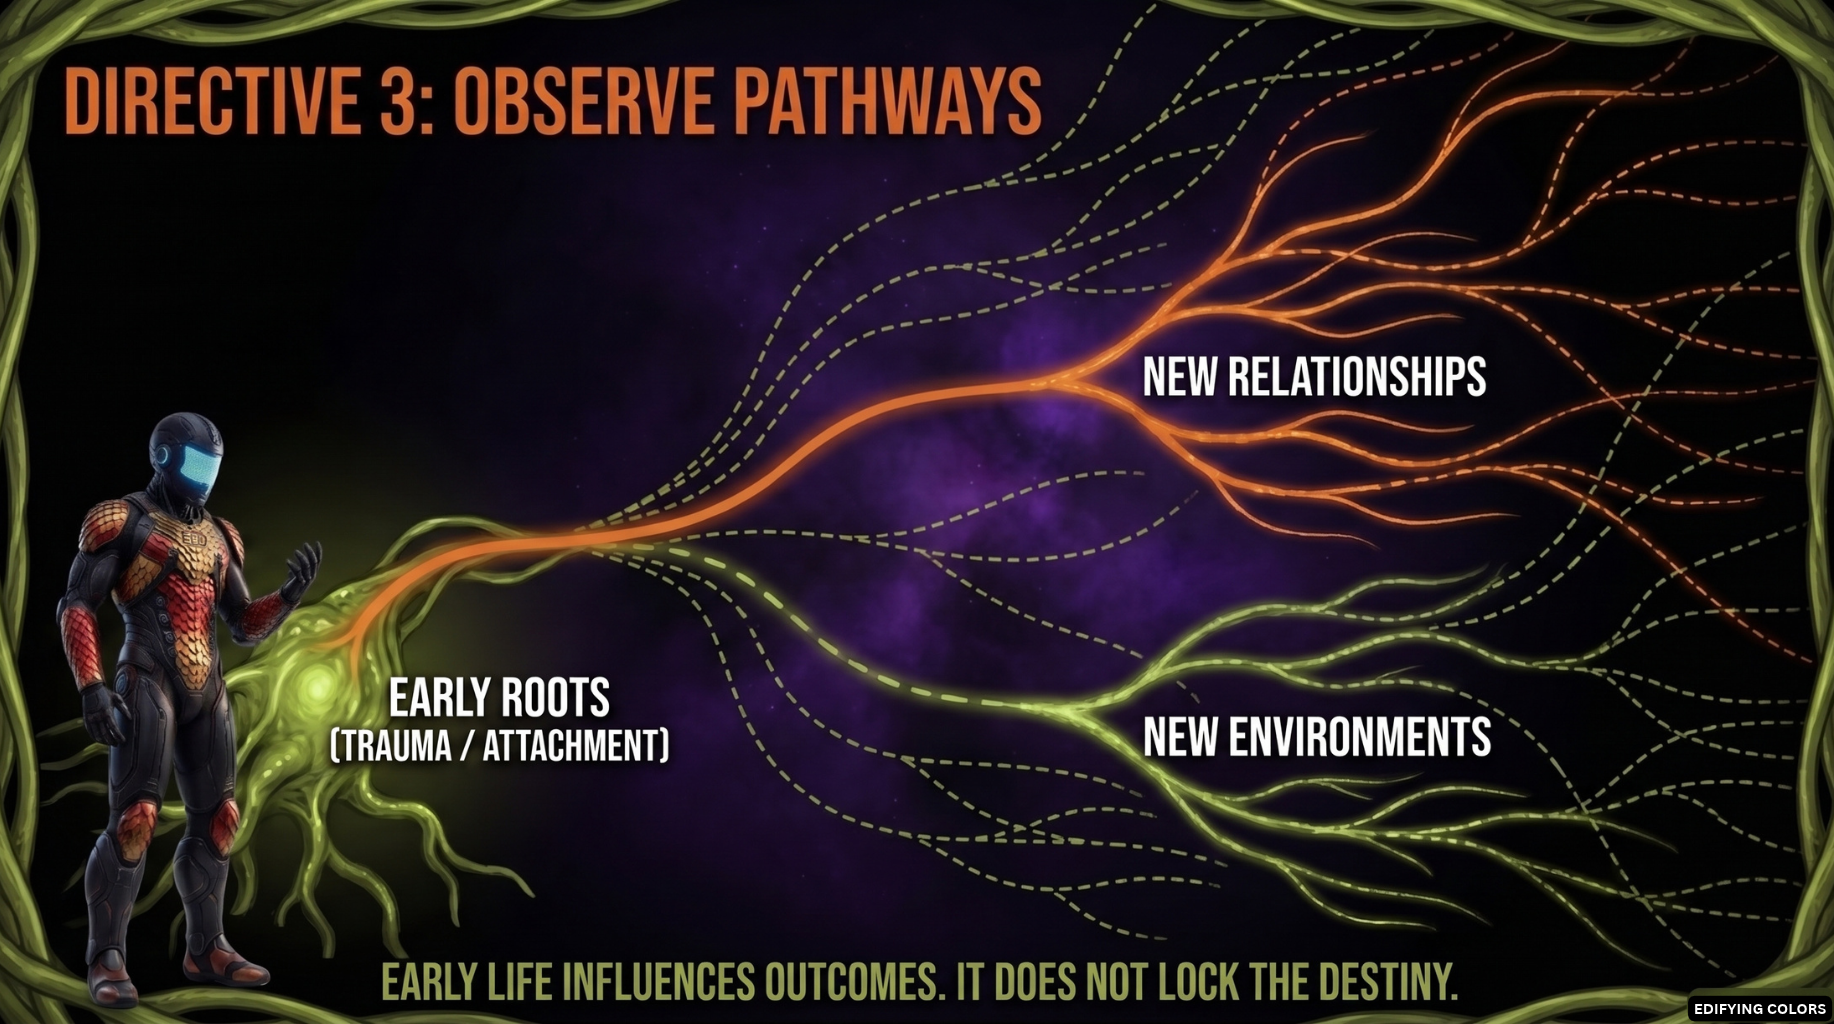 DIRECTIVE 3: OBSERVE PATHWAYS
NEW RELATIONSHIPS
EARLY ROOTS
(TRAUMA / ATTACHMENT)
NEW ENVIRONMENTS
EARLY LIFE INFLUENCES OUTCOMES. IT DOES NOT LOCK THE DESTINY.
EDIFYING COLORS